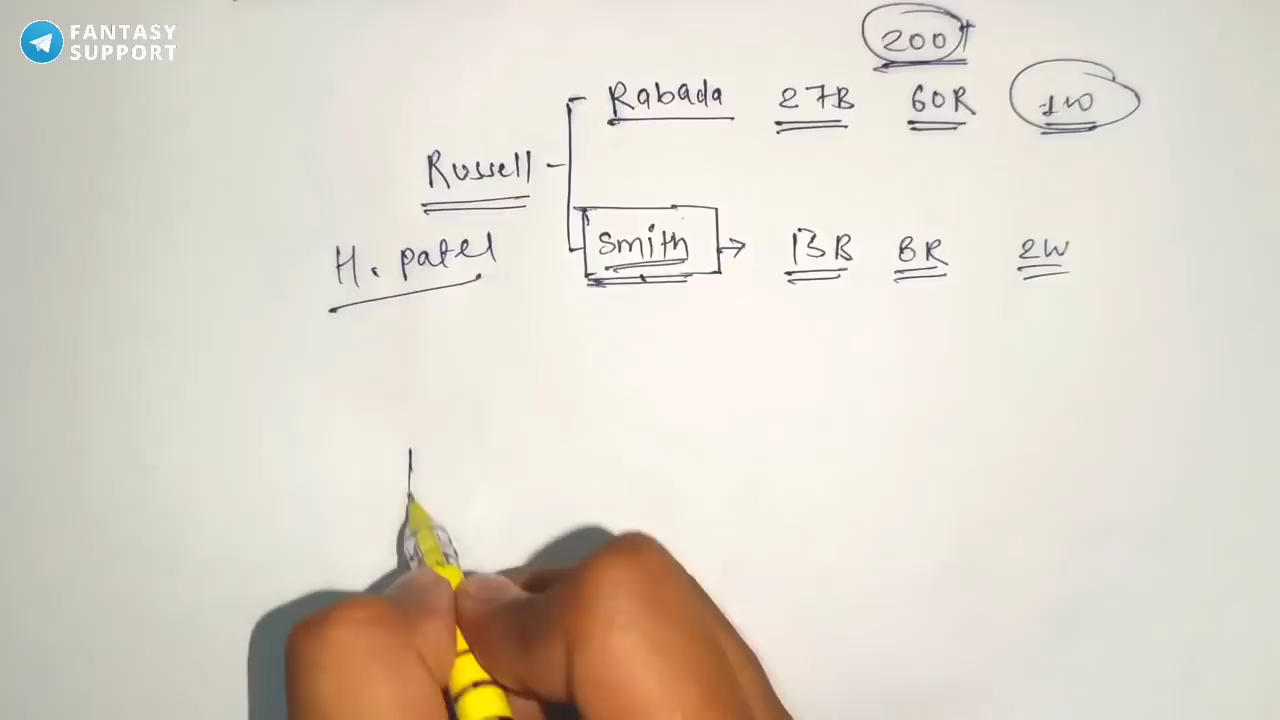 FANTASY
SUPPORT
200+
Rabada 27B 60R
Russell
Smith → 13B 8R 2W
H. patel